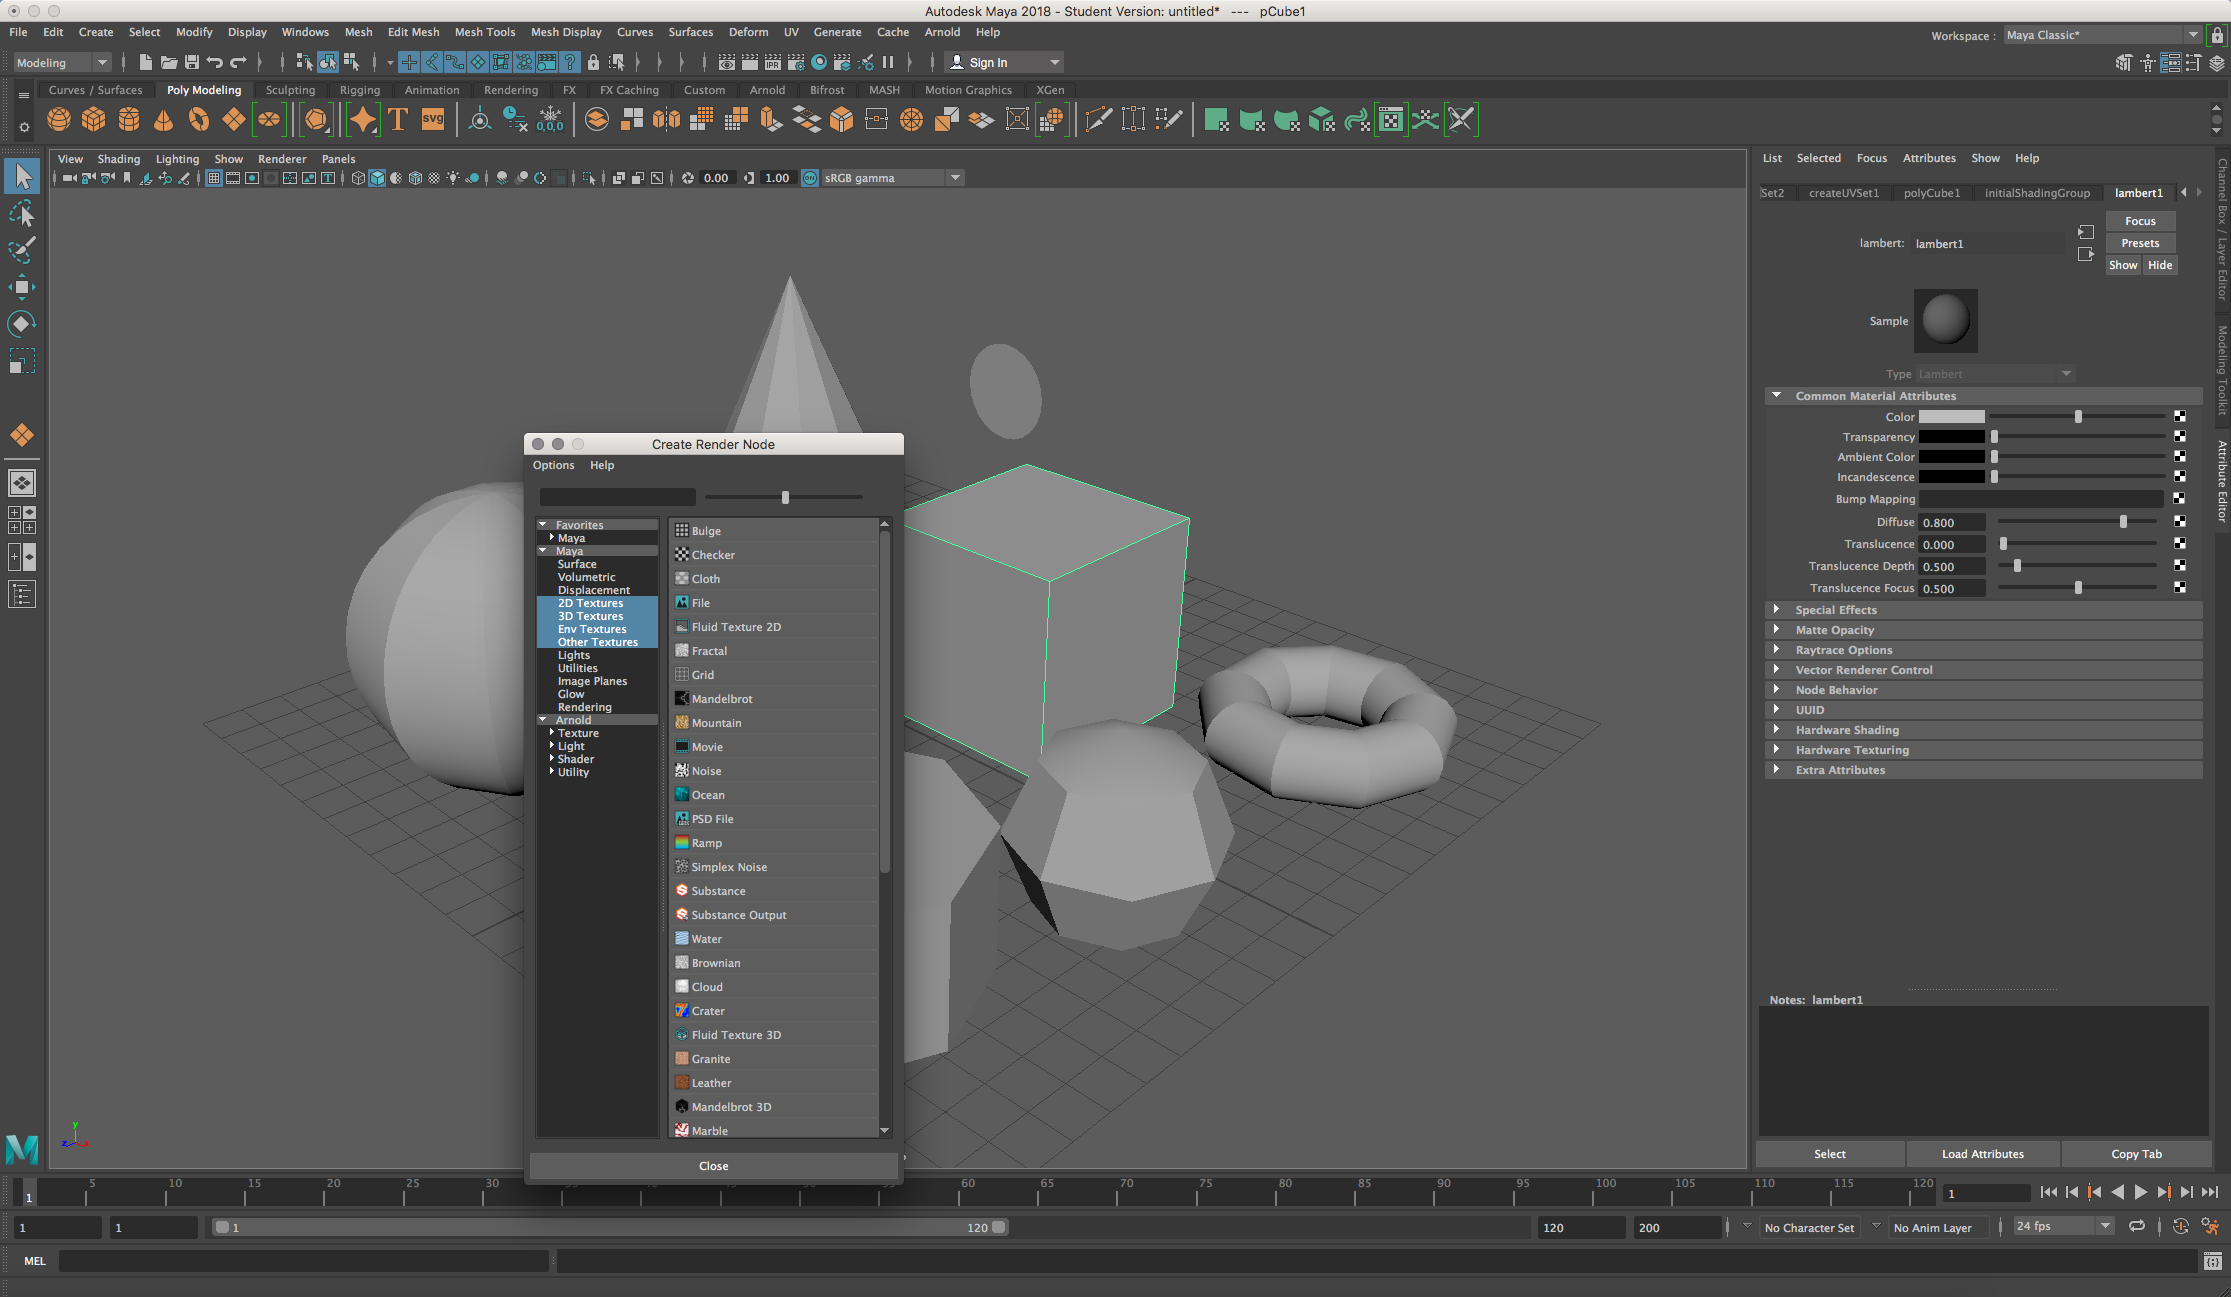 Autodesk Maya 2018 - Student Version: untitled*  ---  pCube1
File Edit Create Select Modify Display Windows Mesh Edit Mesh Mesh Tools Mesh Display Curves Surfaces Deform UV Generate Cache Arnold Help
Workspace : Maya Classic*
Modeling
IPR
Sign In
Curves / Surfaces Poly Modeling Sculpting Rigging Animation Rendering FX FX Caching Custom Arnold Bifrost MASH Motion Graphics XGen
T svg 0,0,0
View Shading Lighting Show Renderer Panels
0.00 1.00 ON sRGB gamma
List Selected Focus Attributes Show Help
Set2 createUVSet1 polyCube1 initialShadingGroup lambert1
lambert: lambert1
Focus
Presets
Show Hide
Sample
Type Lambert
Common Material Attributes
Color
Transparency
Ambient Color
Incandescence
Bump Mapping
Diffuse 0.800
Translucence 0.000
Translucence Depth 0.500
Translucence Focus 0.500
Special Effects
Matte Opacity
Raytrace Options
Vector Renderer Control
Node Behavior
UUID
Hardware Shading
Hardware Texturing
Extra Attributes
Notes: lambert1
Select Load Attributes Copy Tab
Channel Box / Layer Editor
Modeling Toolkit
Attribute Editor
Create Render Node
Options Help
Favorites
Maya
Maya
Surface
Volumetric
Displacement
2D Textures
3D Textures
Env Textures
Other Textures
Lights
Utilities
Image Planes
Glow
Rendering
Arnold
Texture
Light
Shader
Utility
Bulge
Checker
Cloth
File
Fluid Texture 2D
Fractal
Grid
Mandelbrot
Mountain
Movie
Noise
Ocean
PSD File
Ramp
Simplex Noise
Substance
Substance Output
Water
Brownian
Cloud
Crater
Fluid Texture 3D
Granite
Leather
Mandelbrot 3D
Marble
Close
y
z x
M
1 5 10 15 20 25 30 60 65 70 75 80 85 90 95 100 105 110 115 120 1
1 1 1 120 120 200 No Character Set No Anim Layer 24 fps
MEL